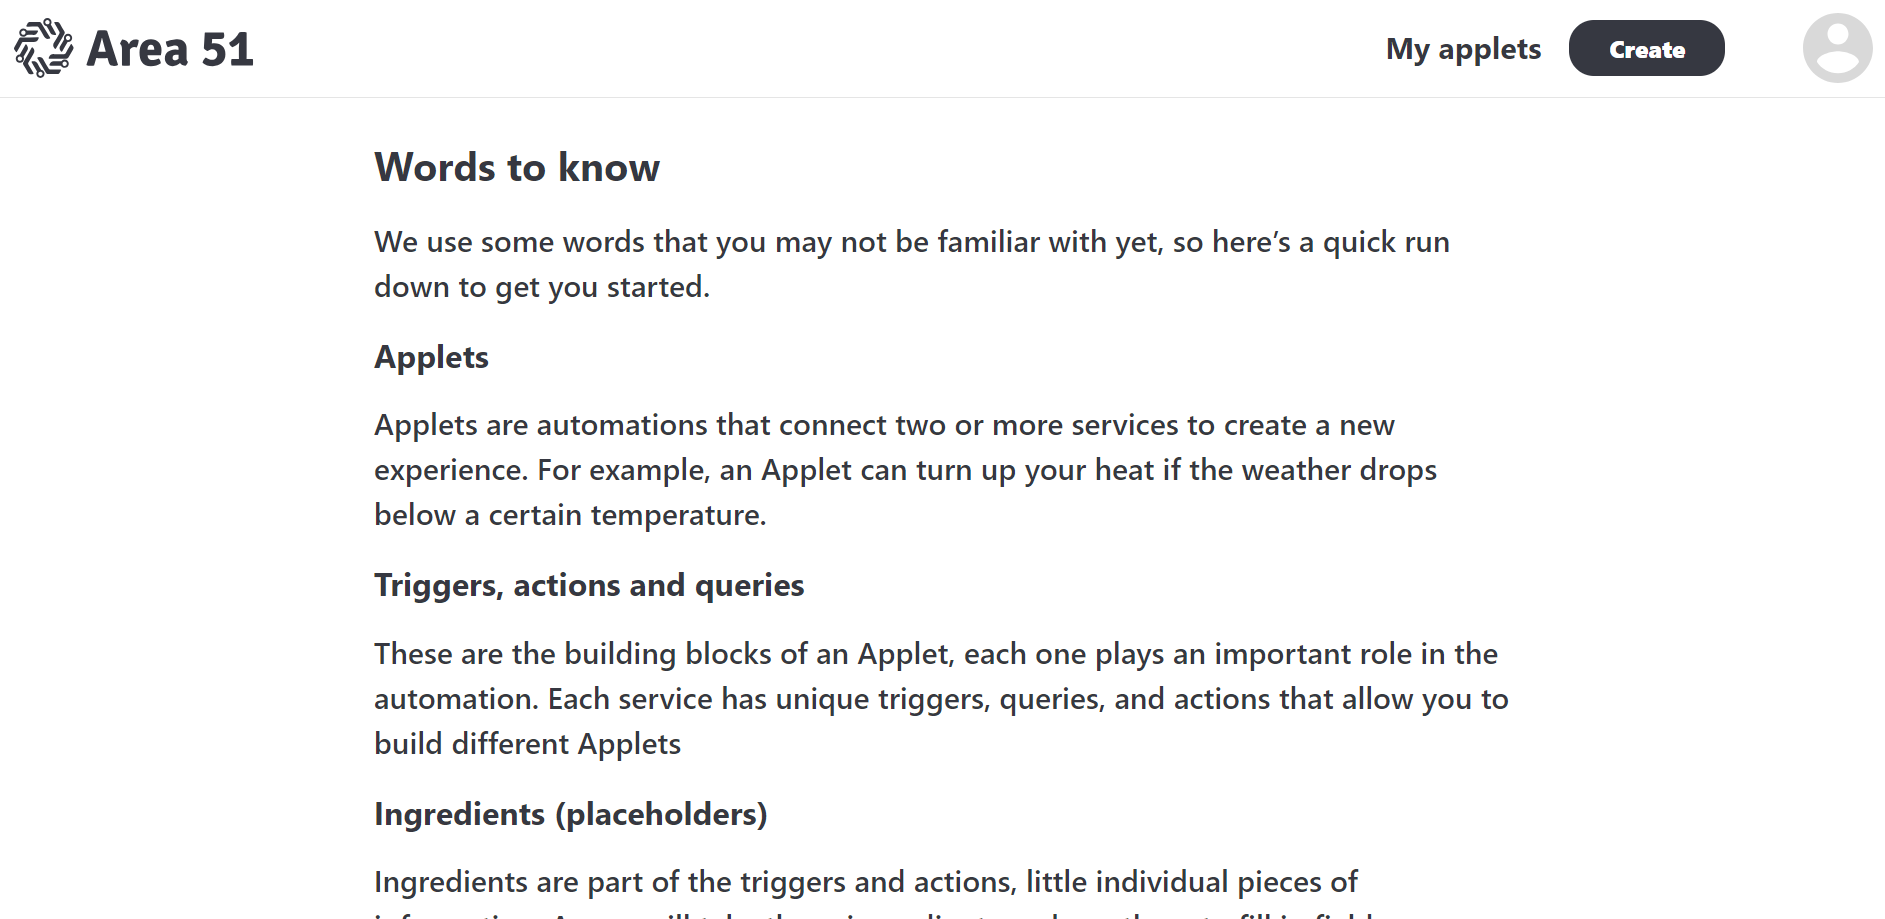 Area 51
My applets
Create
Words to know
We use some words that you may not be familiar with yet, so here’s a quick run
down to get you started.
Applets
Applets are automations that connect two or more services to create a new
experience. For example, an Applet can turn up your heat if the weather drops
below a certain temperature.
Triggers, actions and queries
These are the building blocks of an Applet, each one plays an important role in the
automation. Each service has unique triggers, queries, and actions that allow you to
build different Applets
Ingredients (placeholders)
Ingredients are part of the triggers and actions, little individual pieces of